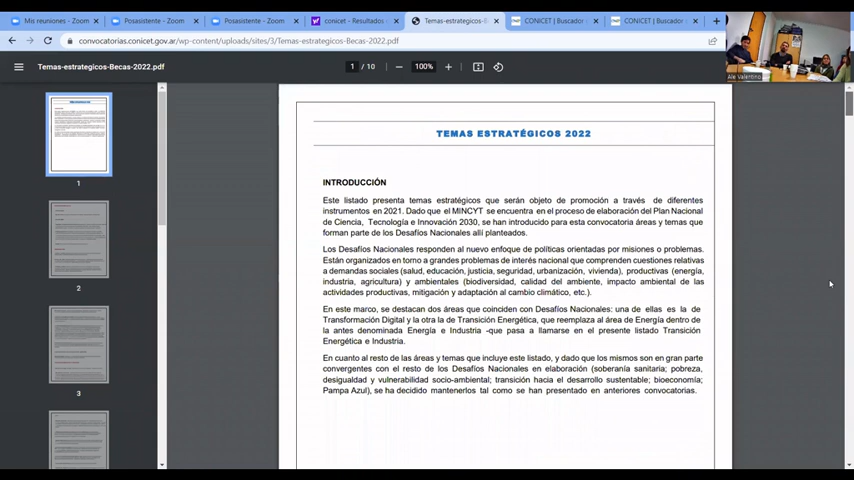 Mis reuniones - Zoom
Posasistente - Zoom
Posasistente - Zoom
conicet - Resultados
Temas-estrategicos-B
CONICET | Buscador
CONICET | Buscador
convocatorias.conicet.gov.ar/wp-content/uploads/sites/3/Temas-estrategicos-Becas-2022.pdf
Temas-estrategicos-Becas-2022.pdf
1 / 10
100%
Ale Valentino
TEMAS ESTRATÉGICOS 2022
INTRODUCCIÓN
Este listado presenta temas estratégicos que serán objeto de promoción a través de diferentes
instrumentos en 2021. Dado que el MINCYT se encuentra en el proceso de elaboración del Plan Nacional
de Ciencia, Tecnología e Innovación 2030, se han introducido para esta convocatoria áreas y temas que
forman parte de los Desafíos Nacionales allí planteados.
Los Desafíos Nacionales responden al nuevo enfoque de políticas orientadas por misiones o problemas.
Están organizados en torno a grandes problemas de interés nacional que comprenden cuestiones relativas
a demandas sociales (salud, educación, justicia, seguridad, urbanización, vivienda), productivas (energía,
industria, agricultura) y ambientales (biodiversidad, calidad del ambiente, impacto ambiental de las
actividades productivas, mitigación y adaptación al cambio climático, etc.).
En este marco, se destacan dos áreas que coinciden con Desafíos Nacionales: una de ellas es la de
Transformación Digital y la otra la de Transición Energética, que reemplaza al área de Energía dentro de
la antes denominada Energía e Industria -que pasa a llamarse en el presente listado Transición
Energética e Industria.
En cuanto al resto de las áreas y temas que incluye este listado, y dado que los mismos son en gran parte
convergentes con el resto de los Desafíos Nacionales en elaboración (soberanía sanitaria; pobreza,
desigualdad y vulnerabilidad socio-ambiental; transición hacia el desarrollo sustentable; bioeconomía;
Pampa Azul), se ha decidido mantenerlos tal como se han presentado en anteriores convocatorias.
1
2
3